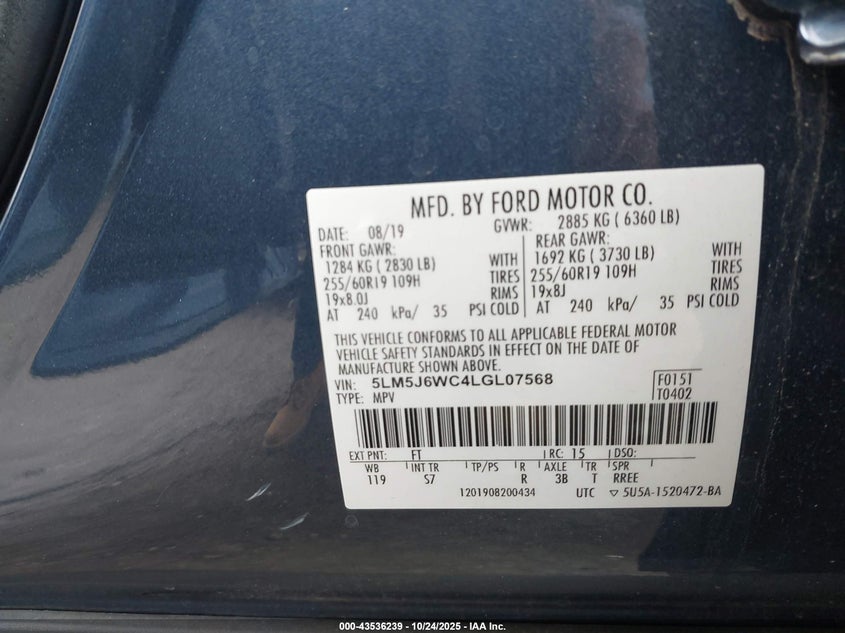 MFD. BY FORD MOTOR CO.
DATE: 08/19 GVWR: 2885 KG ( 6360 LB)
FRONT GAWR: REAR GAWR:
1284 KG ( 2830 LB) WITH 1692 KG ( 3730 LB) WITH
255/60R19 109H TIRES 255/60R19 109H TIRES
19x8.0J RIMS 19x8J RIMS
AT 240 kPa/ 35 PSI COLD AT 240 kPa/ 35 PSI COLD
THIS VEHICLE CONFORMS TO ALL APPLICABLE FEDERAL MOTOR
VEHICLE SAFETY STANDARDS IN EFFECT ON THE DATE OF
MANUFACTURE SHOWN ABOVE.
VIN: 5LM5J6WC4LGL07568 F0151
TYPE: MPV T0402
EXT PNT: FT RC: 15 DSO:
WB INT TR TP/PS R AXLE TR SPR
119 S7 R 3B T RREE
1201908200434 UTC ▽ 5U5A-1520472-BA
000-43536239 - 10/24/2025 - IAA Inc.